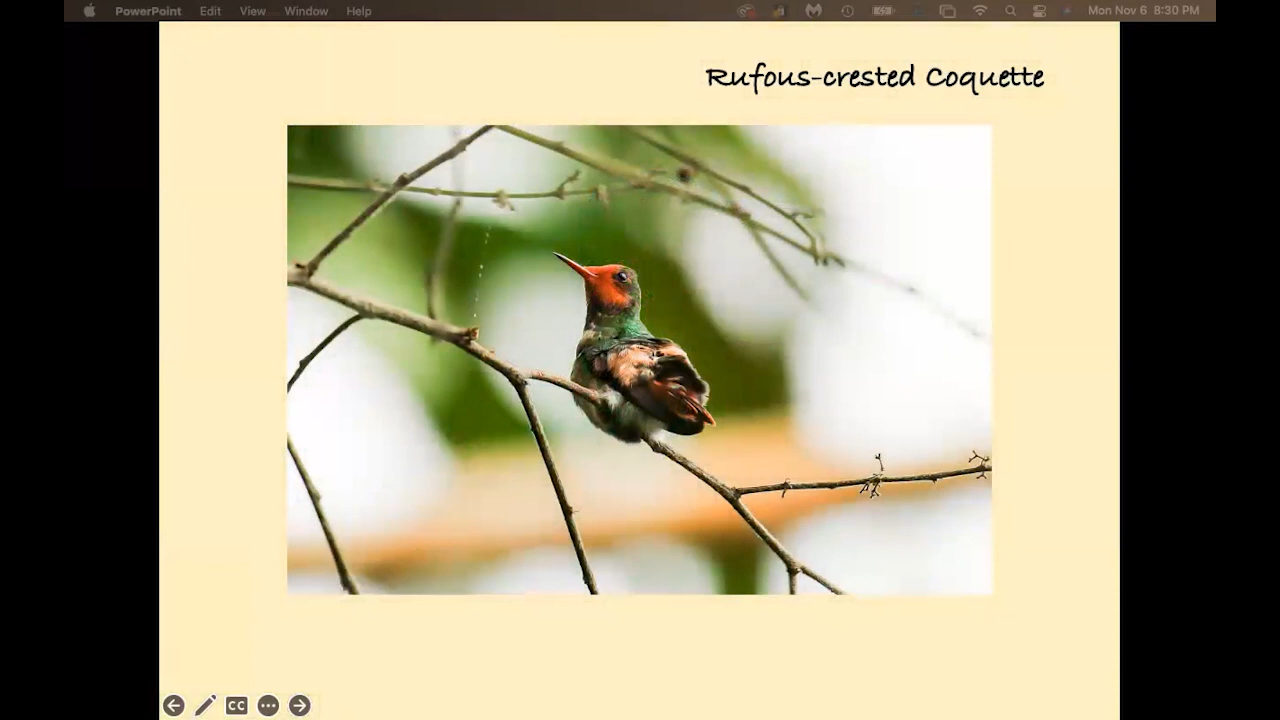 PowerPoint Edit View Window Help Mon Nov 6 8:30 PM
Rufous-crested Coquette
CC